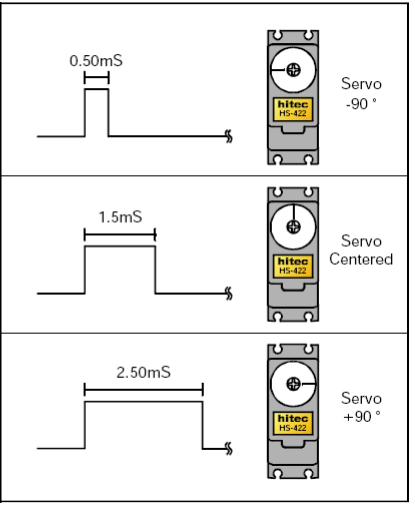 0.50mS
hitec
HS-422
Servo
-90 °
1.5mS
hitec
HS-422
Servo
Centered
2.50mS
hitec
HS-422
Servo
+90 °